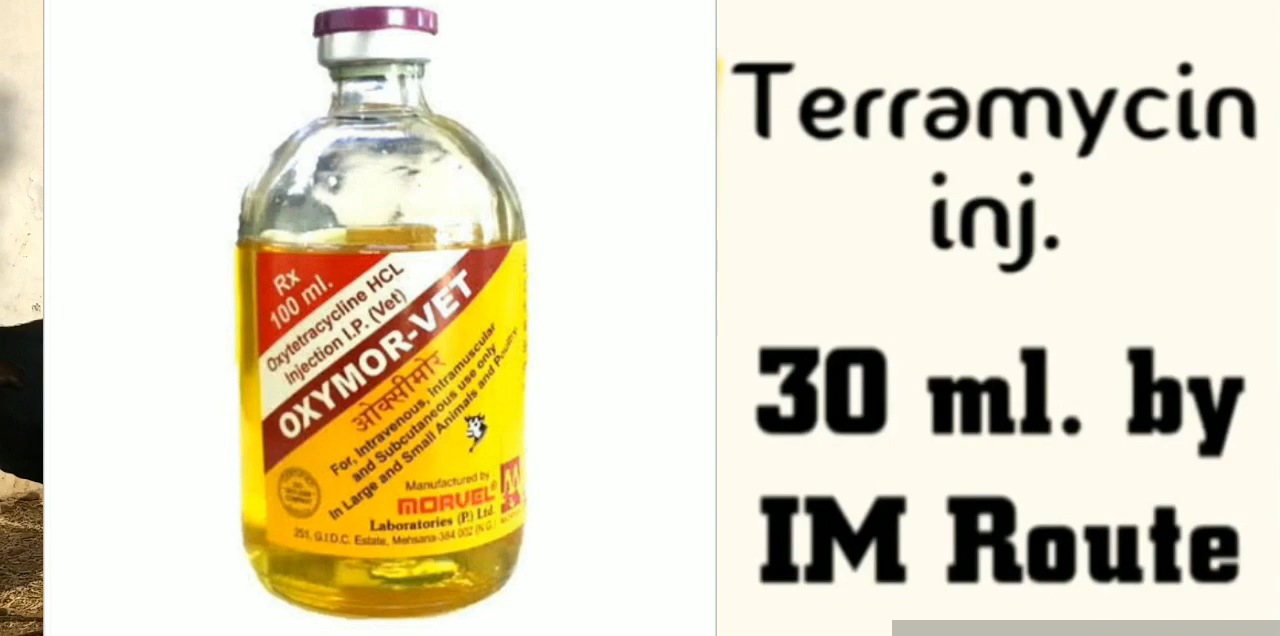 Rx
100 ml.
Oxytetracycline HCL
Injection I.P. (Vet)
OXYMOR-VET
ओक्सीमोर
For, Intravenous, Intramuscular
and Subcutaneous use only
In Large and Small Animals and Poultry
Manufactured by
MORVEL®
Laboratories (P.) Ltd.
251, G.I.D.C. Estate, Mehsana-384 002 (N.G.)
Terramycin
inj.
30 ml. by
IM Route